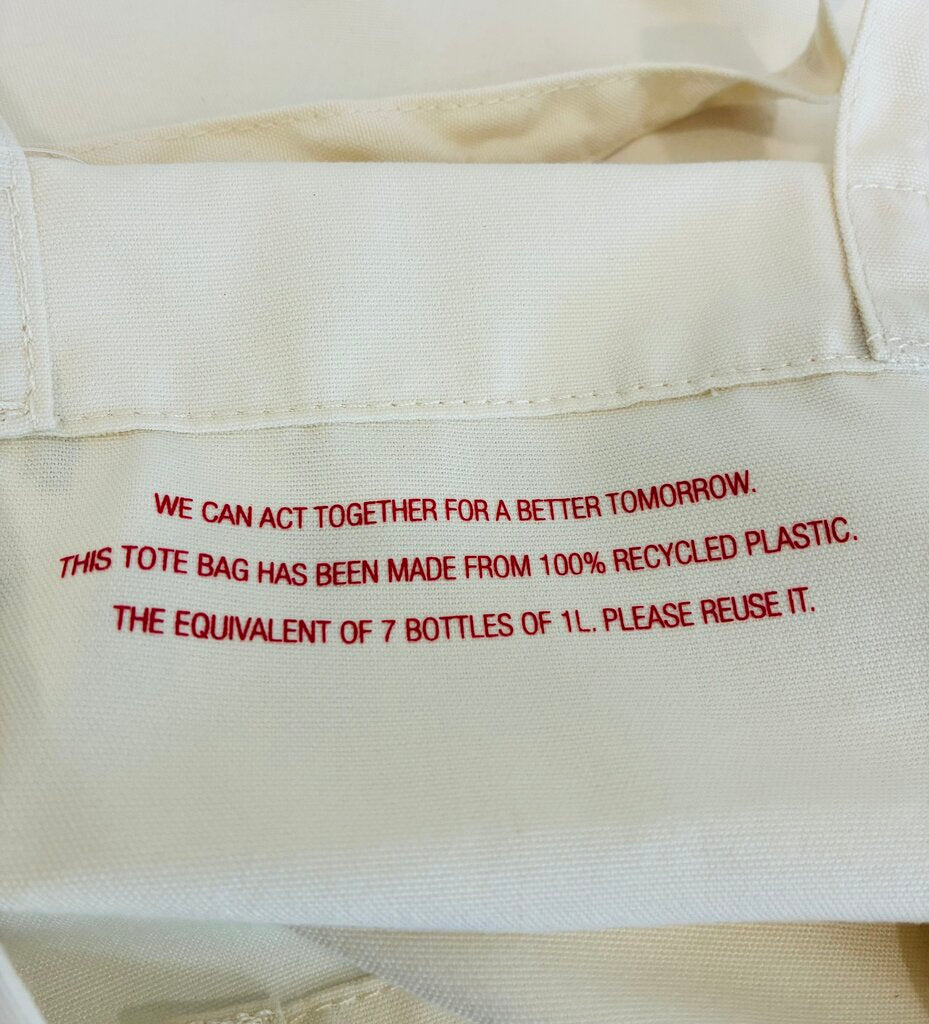 WE CAN ACT TOGETHER FOR A BETTER TOMORROW.
THIS TOTE BAG HAS BEEN MADE FROM 100% RECYCLED PLASTIC.
THE EQUIVALENT OF 7 BOTTLES OF 1L. PLEASE REUSE IT.